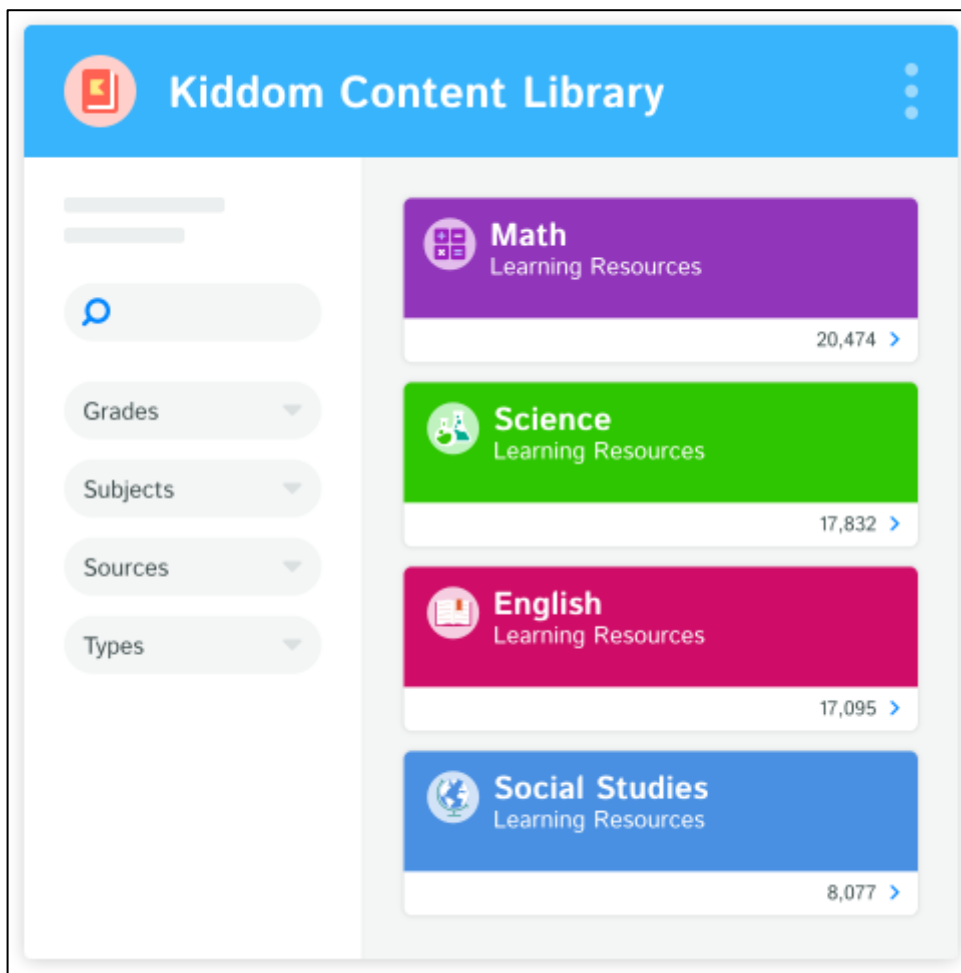 Kiddom Content Library
Grades
Subjects
Sources
Types
Math
Learning Resources
20,474
Science
Learning Resources
17,832
English
Learning Resources
17,095
Social Studies
Learning Resources
8,077